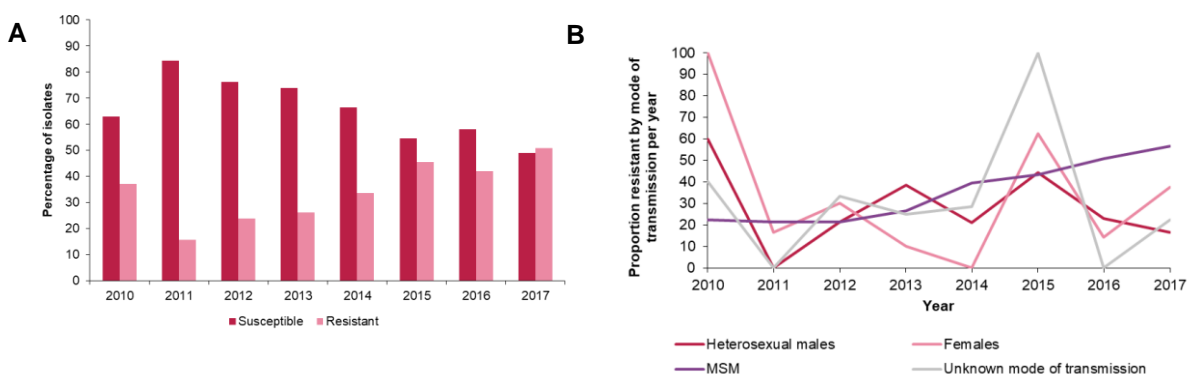 A
Percentage of isolates
100
90
80
70
60
50
40
30
20
10
0
2010 2011 2012 2013 2014 2015 2016 2017
Susceptible Resistant
B
Proportion resistant by mode of
transmission per year
100
90
80
70
60
50
40
30
20
10
0
2010 2011 2012 2013 2014 2015 2016 2017
Year
Heterosexual males Females
MSM Unknown mode of transmission